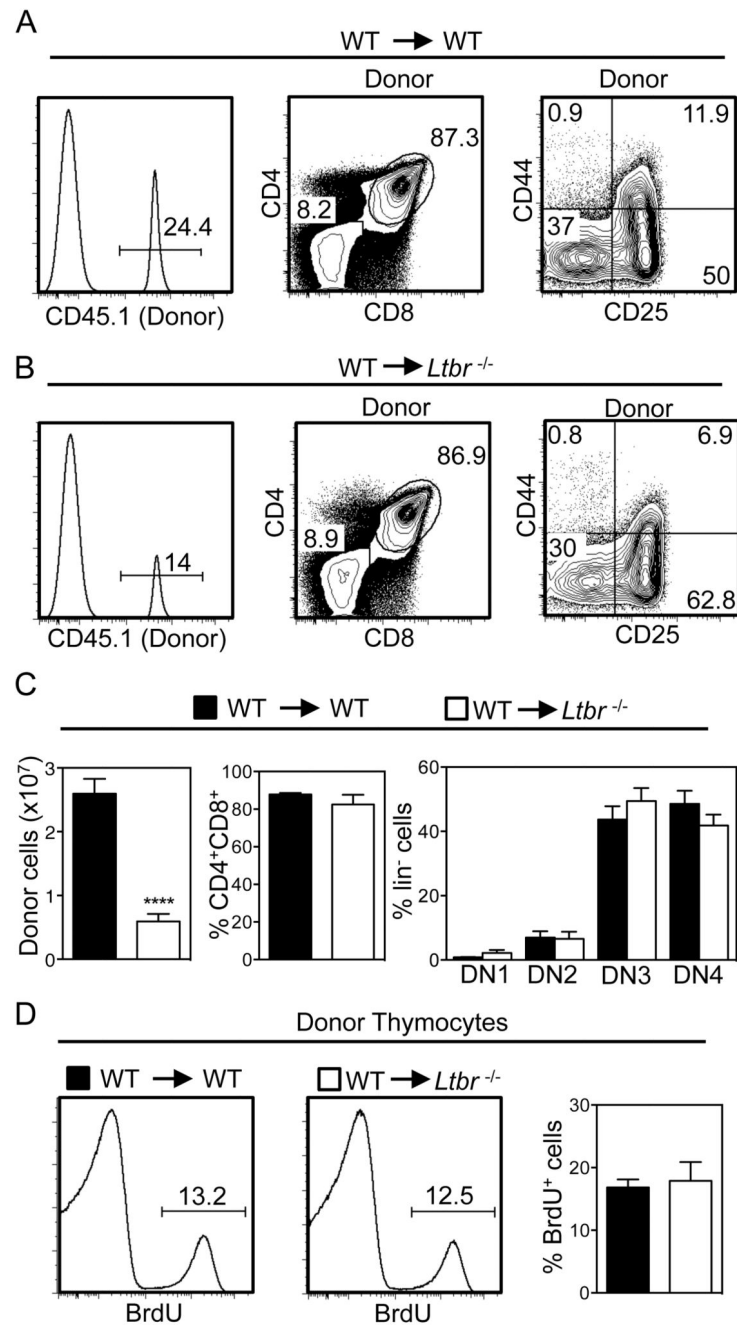 A
WT → WT
Donor
Donor
24.4
CD45.1 (Donor)
CD4
87.3
8.2
CD8
CD44
0.9
11.9
37
50
CD25
B
WT → Ltbr -/-
Donor
Donor
14
CD45.1 (Donor)
CD4
86.9
8.9
CD8
CD44
0.8
6.9
30
62.8
CD25
C
WT → WT
WT → Ltbr -/-
Donor cells (x10⁷)
3
2
1
0
****
% CD4⁺CD8⁺
100
80
60
40
20
0
% lin⁻ cells
60
40
20
0
DN1 DN2 DN3 DN4
D
Donor Thymocytes
WT → WT
WT → Ltbr -/-
13.2
BrdU
12.5
BrdU
% BrdU⁺ cells
30
20
10
0